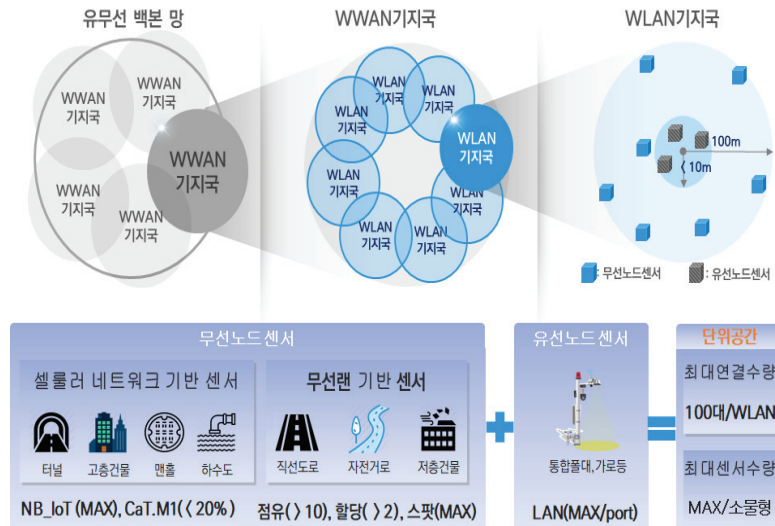 유무선 백본 망
WWAN기지국
WLAN기지국
WWAN
기지국
WWAN
기지국
WWAN
기지국
WWAN
기지국
WWAN
기지국
WLAN
기지국
WLAN
기지국
WLAN
기지국
WLAN
기지국
WLAN
기지국
WLAN
기지국
WLAN
기지국
WLAN
기지국
100m
<10m
: 무선노드센서
: 유선노드센서
무선노드센서
셀룰러 네트워크 기반 센서
터널
고층건물
맨홀
하수도
NB_IoT (MAX), CaT.M1(<20%)
무선랜 기반 센서
직선도로
자전거로
저층건물
점유(>10), 할당(>2), 스팟(MAX)
유선노드센서
통합폴대,가로등
LAN(MAX/port)
단위공간
최대연결수량
100대/WLAN
최대센서수량
MAX/소물형